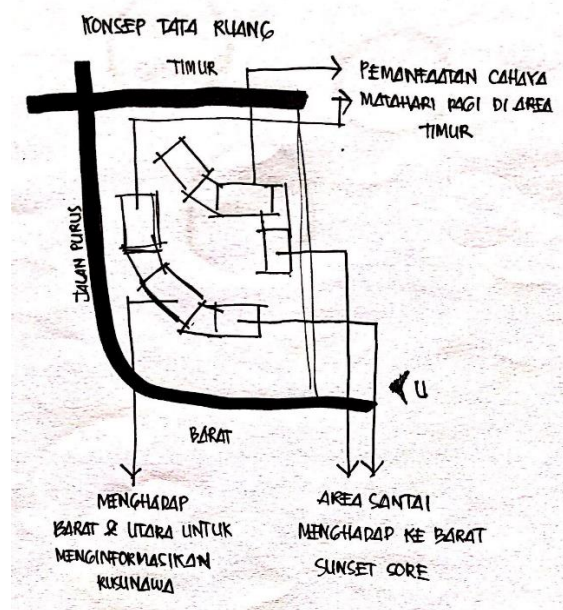 KONSEP TATA RUANG
TIMUR
PEMANFAATAN CAHAYA
MATAHARI PAGI DI AREA
TIMUR
JALAN PURUS
U
BARAT
MENGHADAP
BARAT & UTARA UNTUK
MENGINFORMASIKAN
RUSUNAWA
AREA SANTAI
MENGHADAP KE BARAT
SUNSET SORE